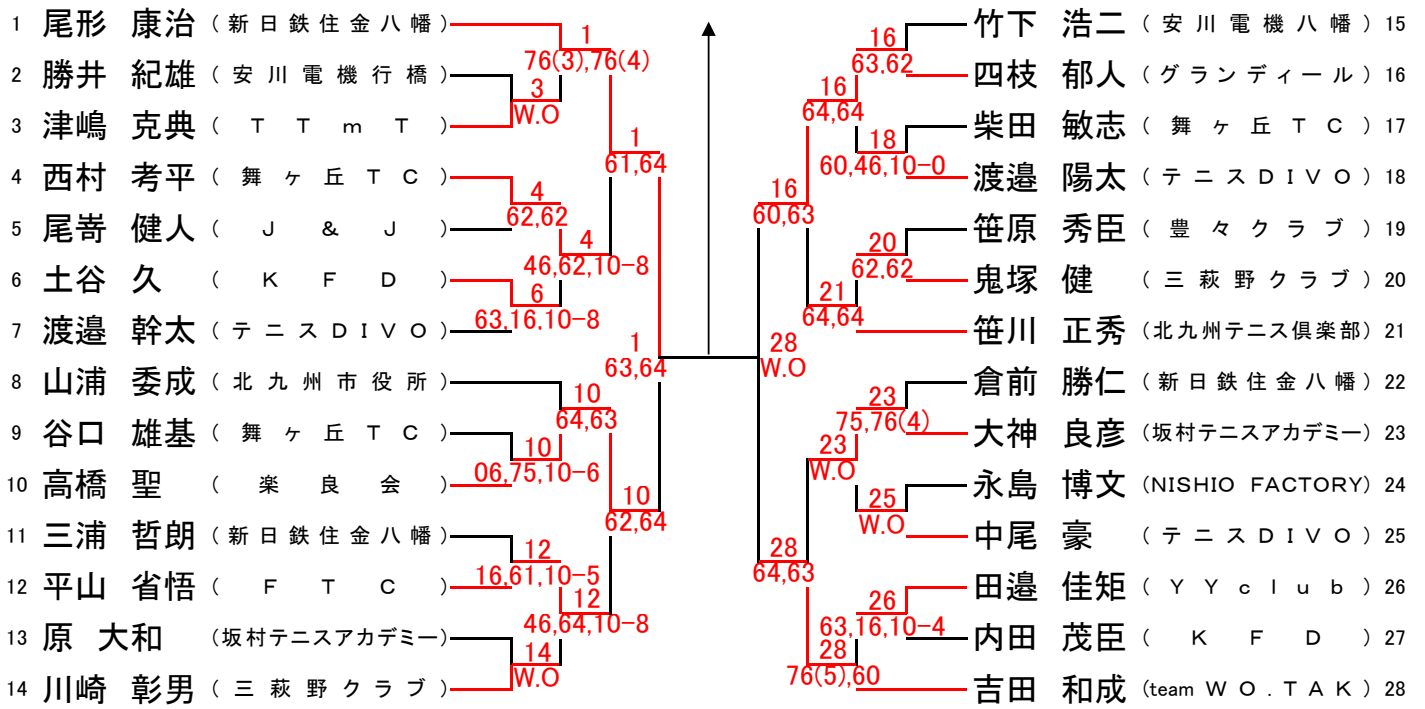 1 尾形 康治 (新日鉄住金八幡)
2 勝井 紀雄 (安川電機行橋)
3 津嶋 克典 (TTmT)
4 西村 考平 (舞ヶ丘TC)
5 尾嵜 健人 (J&J)
6 土谷 久 (KFD)
7 渡邉 幹太 (テニスDIVO)
8 山浦 委成 (北九州市役所)
9 谷口 雄基 (舞ヶ丘TC)
10 高橋 聖 (楽良会)
11 三浦 哲朗 (新日鉄住金八幡)
12 平山 省悟 (FTC)
13 原 大和 (坂村テニスアカデミー)
14 川崎 彰男 (三萩野クラブ)
3
W.O
4
62,62
6
63,16,10-8
10
06,75,10-6
12
16,61,10-5
14
W.O
1
76(3),76(4)
4
46,62,10-8
10
64,63
12
46,64,10-8
1
61,64
10
62,64
1
63,64
28
W.O
16
60,63
28
64,63
16
64,64
21
64,64
23
W.O
28
76(5),60
16
63,62
18
60,46,10-0
20
62,62
23
75,76(4)
25
W.O
26
63,16,10-4
竹下 浩二 (安川電機八幡) 15
四枝 郁人 (グランディール) 16
柴田 敏志 (舞ヶ丘TC) 17
渡邉 陽太 (テニスDIVO) 18
笹原 秀臣 (豊々クラブ) 19
鬼塚 健 (三萩野クラブ) 20
笹川 正秀 (北九州テニス倶楽部) 21
倉前 勝仁 (新日鉄住金八幡) 22
大神 良彦 (坂村テニスアカデミー) 23
永島 博文 (NISHIO FACTORY) 24
中尾 豪 (テニスDIVO) 25
田邉 佳矩 (YYclub) 26
内田 茂臣 (KFD) 27
吉田 和成 (team WO.TAK) 28